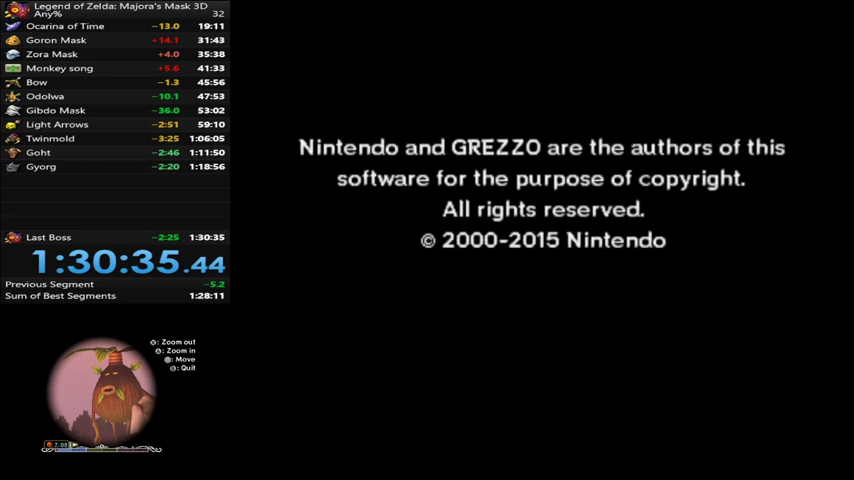 Legend of Zelda: Majora's Mask 3D
Any% 32
Ocarina of Time −13.0 19:11
Goron Mask +14.1 31:43
Zora Mask +4.0 35:38
Monkey song +5.6 41:33
Bow −1.3 45:56
Odolwa −10.1 47:53
Gibdo Mask −36.0 53:02
Light Arrows −2:51 59:10
Twinmold −3:25 1:06:05
Goht −2:46 1:11:50
Gyorg −2:20 1:18:56
Last Boss −2:25 1:30:35
1:30:35.44
Previous Segment −5.2
Sum of Best Segments 1:28:11
Nintendo and GREZZO are the authors of this
software for the purpose of copyright.
All rights reserved.
© 2000-2015 Nintendo
: Zoom out
: Zoom in
: Move
: Quit